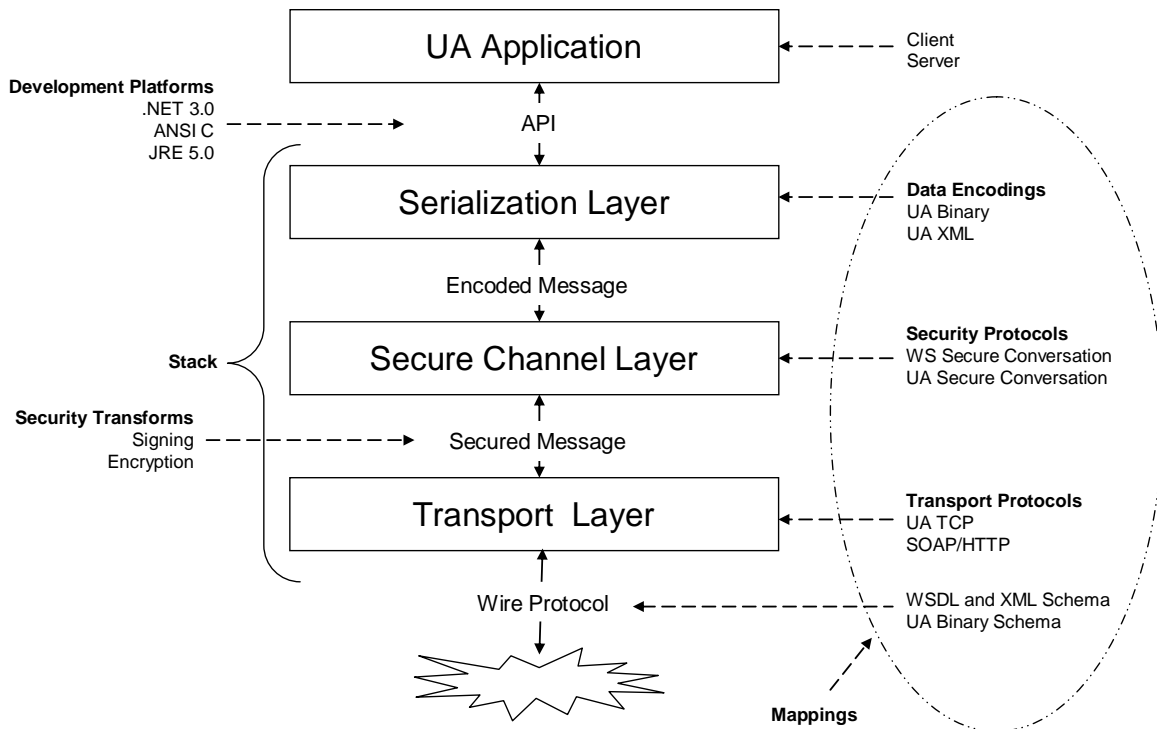 UA Application
Client
Server
Development Platforms
.NET 3.0
ANSI C
JRE 5.0
API
Serialization Layer
Data Encodings
UA Binary
UA XML
Encoded Message
Stack
Secure Channel Layer
Security Protocols
WS Secure Conversation
UA Secure Conversation
Security Transforms
Signing
Encryption
Secured Message
Transport Layer
Transport Protocols
UA TCP
SOAP/HTTP
Wire Protocol
WSDL and XML Schema
UA Binary Schema
Mappings